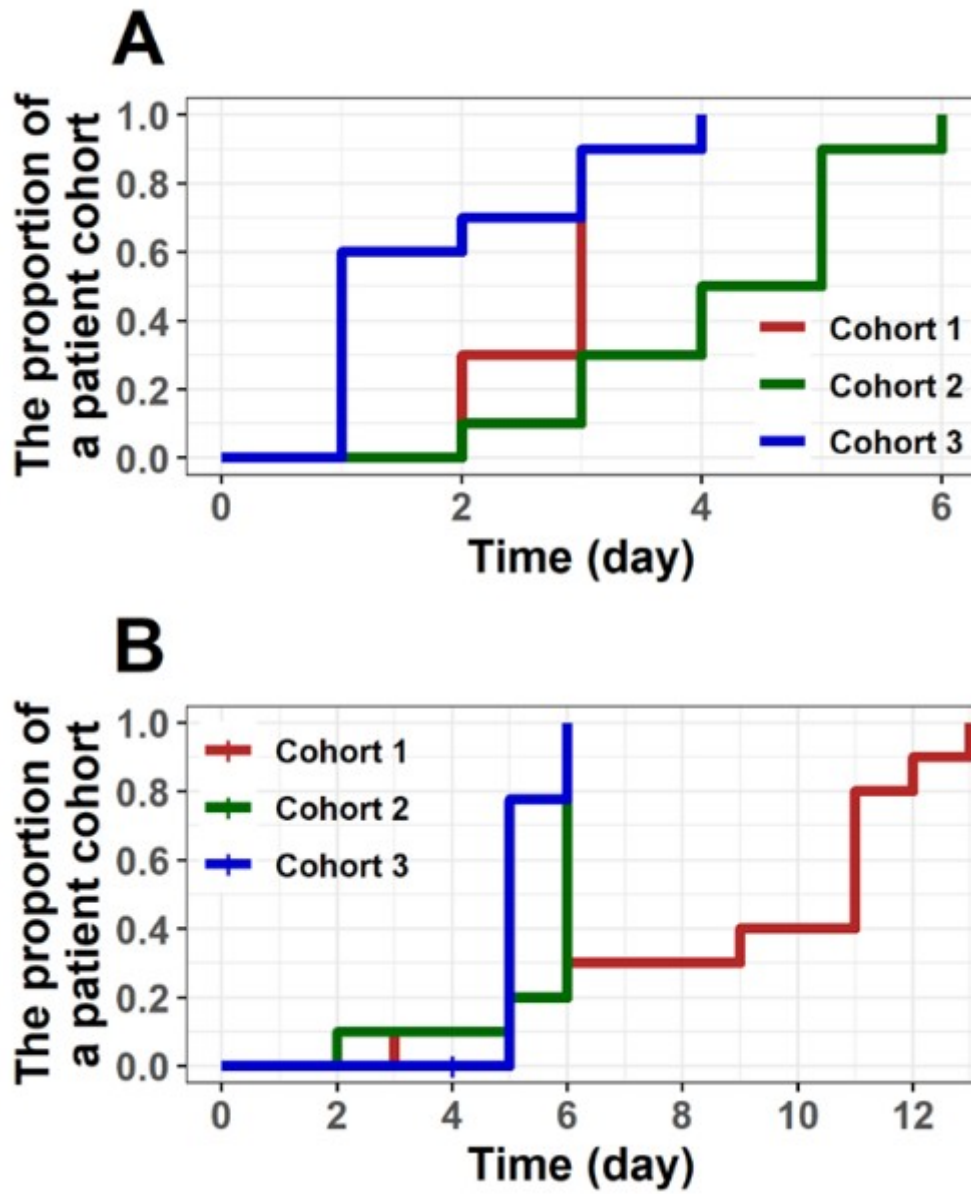 A
The proportion of
a patient cohort
1.0
0.8
0.6
0.4
0.2
0.0
Cohort 1
Cohort 2
Cohort 3
0 2 4 6
Time (day)
B
The proportion of
a patient cohort
1.0
0.8
0.6
0.4
0.2
0.0
Cohort 1
Cohort 2
Cohort 3
0 2 4 6 8 10 12
Time (day)